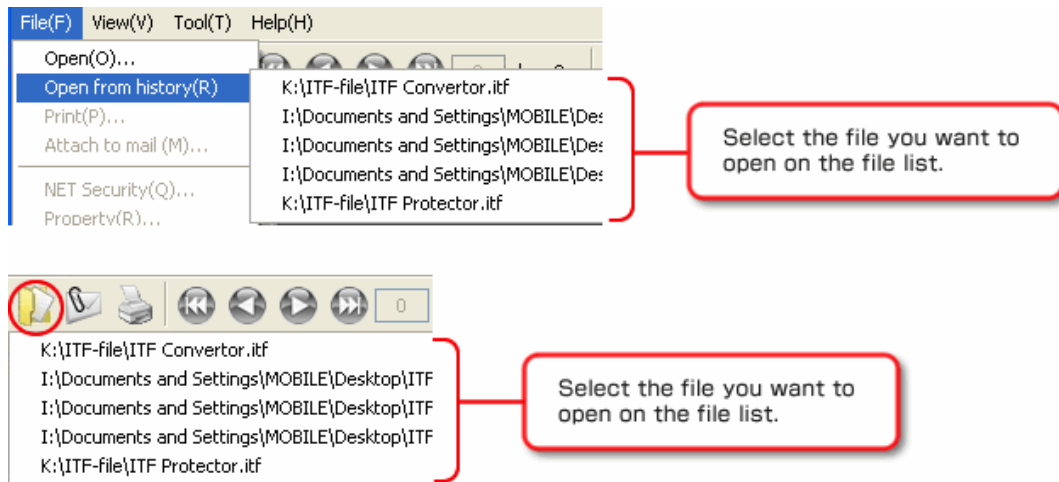 File(F) View(V) Tool(T) Help(H)
Open(O)...
Open from history(R)
Print(P)...
Attach to mail (M)...
NET Security(Q)...
Property(R)...
K:\ITF-file\ITF Convertor.itf
I:\Documents and Settings\MOBILE\Des
I:\Documents and Settings\MOBILE\Des
I:\Documents and Settings\MOBILE\Des
K:\ITF-file\ITF Protector.itf
Select the file you want to
open on the file list.
0
K:\ITF-file\ITF Convertor.itf
I:\Documents and Settings\MOBILE\Desktop\ITF
I:\Documents and Settings\MOBILE\Desktop\ITF
I:\Documents and Settings\MOBILE\Desktop\ITF
K:\ITF-file\ITF Protector.itf
Select the file you want to
open on the file list.